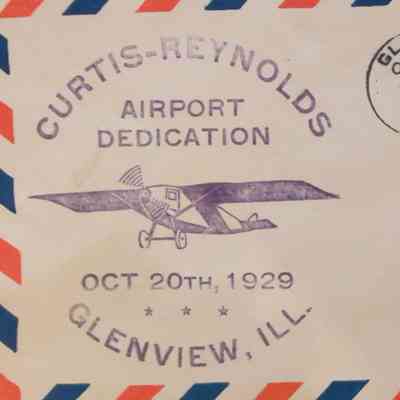 CURTIS-REYNOLDS
AIRPORT
DEDICATION
OCT 20TH, 1929
* * *
GLENVIEW, ILL.